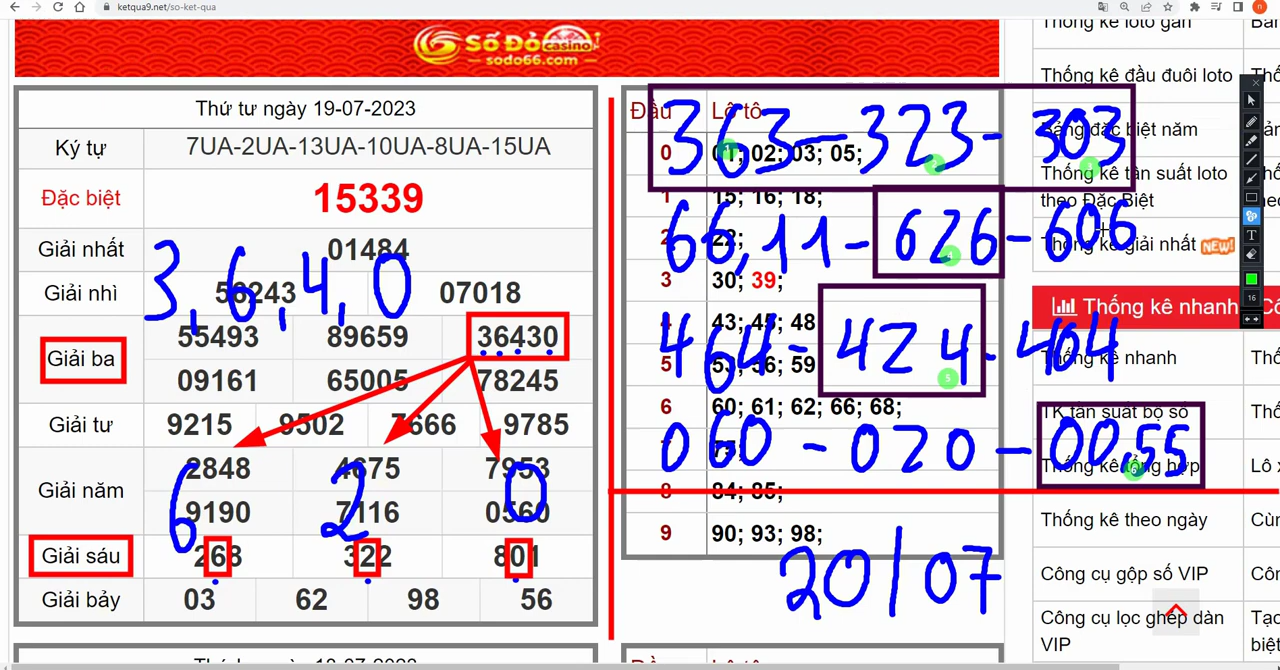 ketqua9.net/so-ket-qua
Số Đỏ casino
sodo66.com
Thứ tư ngày 19-07-2023
Ký tự 7UA-2UA-13UA-10UA-8UA-15UA
Đặc biệt 15339
Giải nhất 01484
Giải nhì 56243 07018
3,6,4,0
55493 89659 36430
Giải ba
09161 65005 78245
Giải tư 9215 9502 7666 9785
2848 4675 7953
Giải năm
6 2 0
9190 7116 0560
Giải sáu 268 322 801
Giải bảy 03 62 98 56
Đầu Lô tô
363-323-303
0 01; 02; 03; 05;
1 15; 16; 18;
2 22;
66,11-626-606
3 30; 39;
4 43; 45; 48
464-424-404
5 53; 56; 59
6 60; 61; 62; 66; 68;
060-020-00,55
8 84; 85;
9 90; 93; 98;
20/07
Thống kê loto gan
Thống kê đầu đuôi loto
Bảng đặc biệt năm
Thống kê tần suất loto
theo Đặc Biệt
Thống kê giải nhất NEW!
Thống kê nhanh
Thống kê nhanh
TK tần suất bộ số
Thống kê tổng hợp Lô x
Thống kê theo ngày Cùn
Công cụ gộp số VIP Côn
Công cụ lọc ghép dàn Tạo
VIP biệt